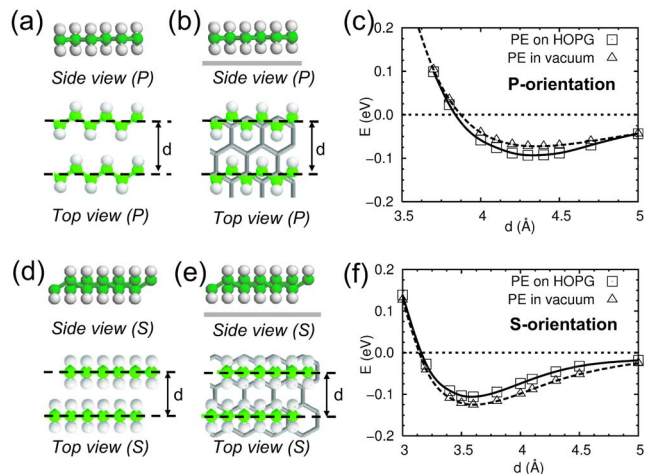 (a)
Side view (P)
d
Top view (P)
(b)
Side view (P)
d
Top view (P)
(c)
PE on HOPG
PE in vacuum
P-orientation
E (eV)
0.2
0.1
0.0
−0.1
−0.2
3.5 4 4.5 5
d (Å)
(d)
Side view (S)
d
Top view (S)
(e)
Side view (S)
d
Top view (S)
(f)
PE on HOPG
PE in vacuum
S-orientation
E (eV)
0.2
0.1
0.0
−0.1
−0.2
3 3.5 4 4.5 5
d (Å)